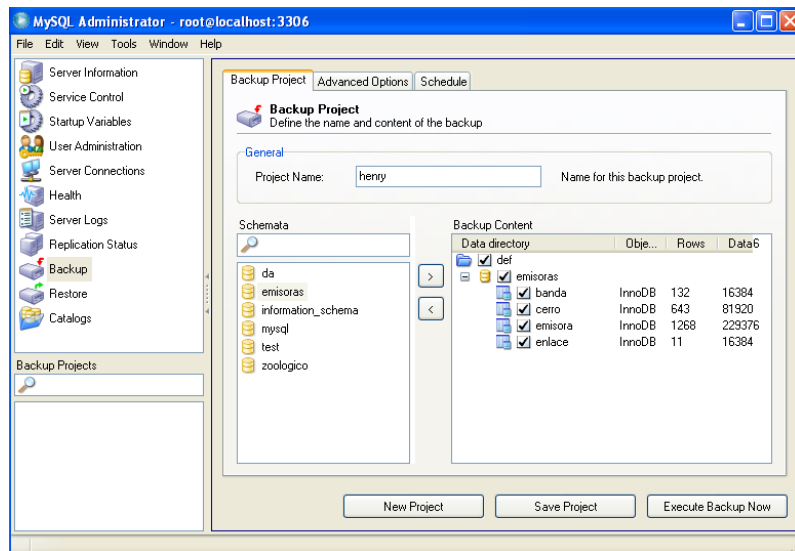 MySQL Administrator - root@localhost:3306
File Edit View Tools Window Help
Server Information
Service Control
Startup Variables
User Administration
Server Connections
Health
Server Logs
Replication Status
Backup
Restore
Catalogs
Backup Projects
Backup Project Advanced Options Schedule
Backup Project
Define the name and content of the backup
General
Project Name: henry Name for this backup project.
Schemata
da
emisoras
information_schema
mysql
test
zoologico
>
<
Backup Content
Data directory Obje... Rows Data6
def
emisoras
banda InnoDB 132 16384
cerro InnoDB 643 81920
emisora InnoDB 1268 229376
enlace InnoDB 11 16384
New Project Save Project Execute Backup Now